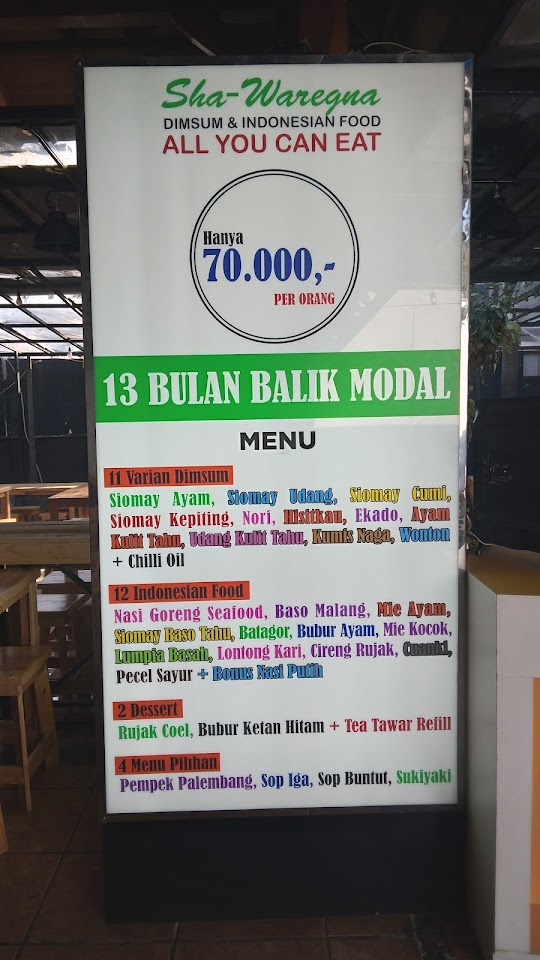 Sha-Waregna
DIMSUM & INDONESIAN FOOD
ALL YOU CAN EAT
Hanya
70.000,-
PER ORANG
13 BULAN BALIK MODAL
MENU
11 Varian Dimsum
Siomay Ayam, Siomay Udang, Siomay Cumi,
Siomay Kepiting, Nori, Hisitkau, Ekado, Ayam
Kulit Tahu, Udang Kulit Tahu, Kumis Naga, Wonton
+ Chilli Oil
12 Indonesian Food
Nasi Goreng Seafood, Baso Malang, Mie Ayam,
Siomay Baso Tahu, Batagor, Bubur Ayam, Mie Kocok,
Lumpia Basah, Lontong Kari, Cireng Rujak, Cuanki,
Pecel Sayur + Bonus Nasi Putih
2 Dessert
Rujak Coel, Bubur Ketan Hitam + Tea Tawar Refill
4 Menu Pilihan
Pempek Palembang, Sop Iga, Sop Buntut, Sukiyaki